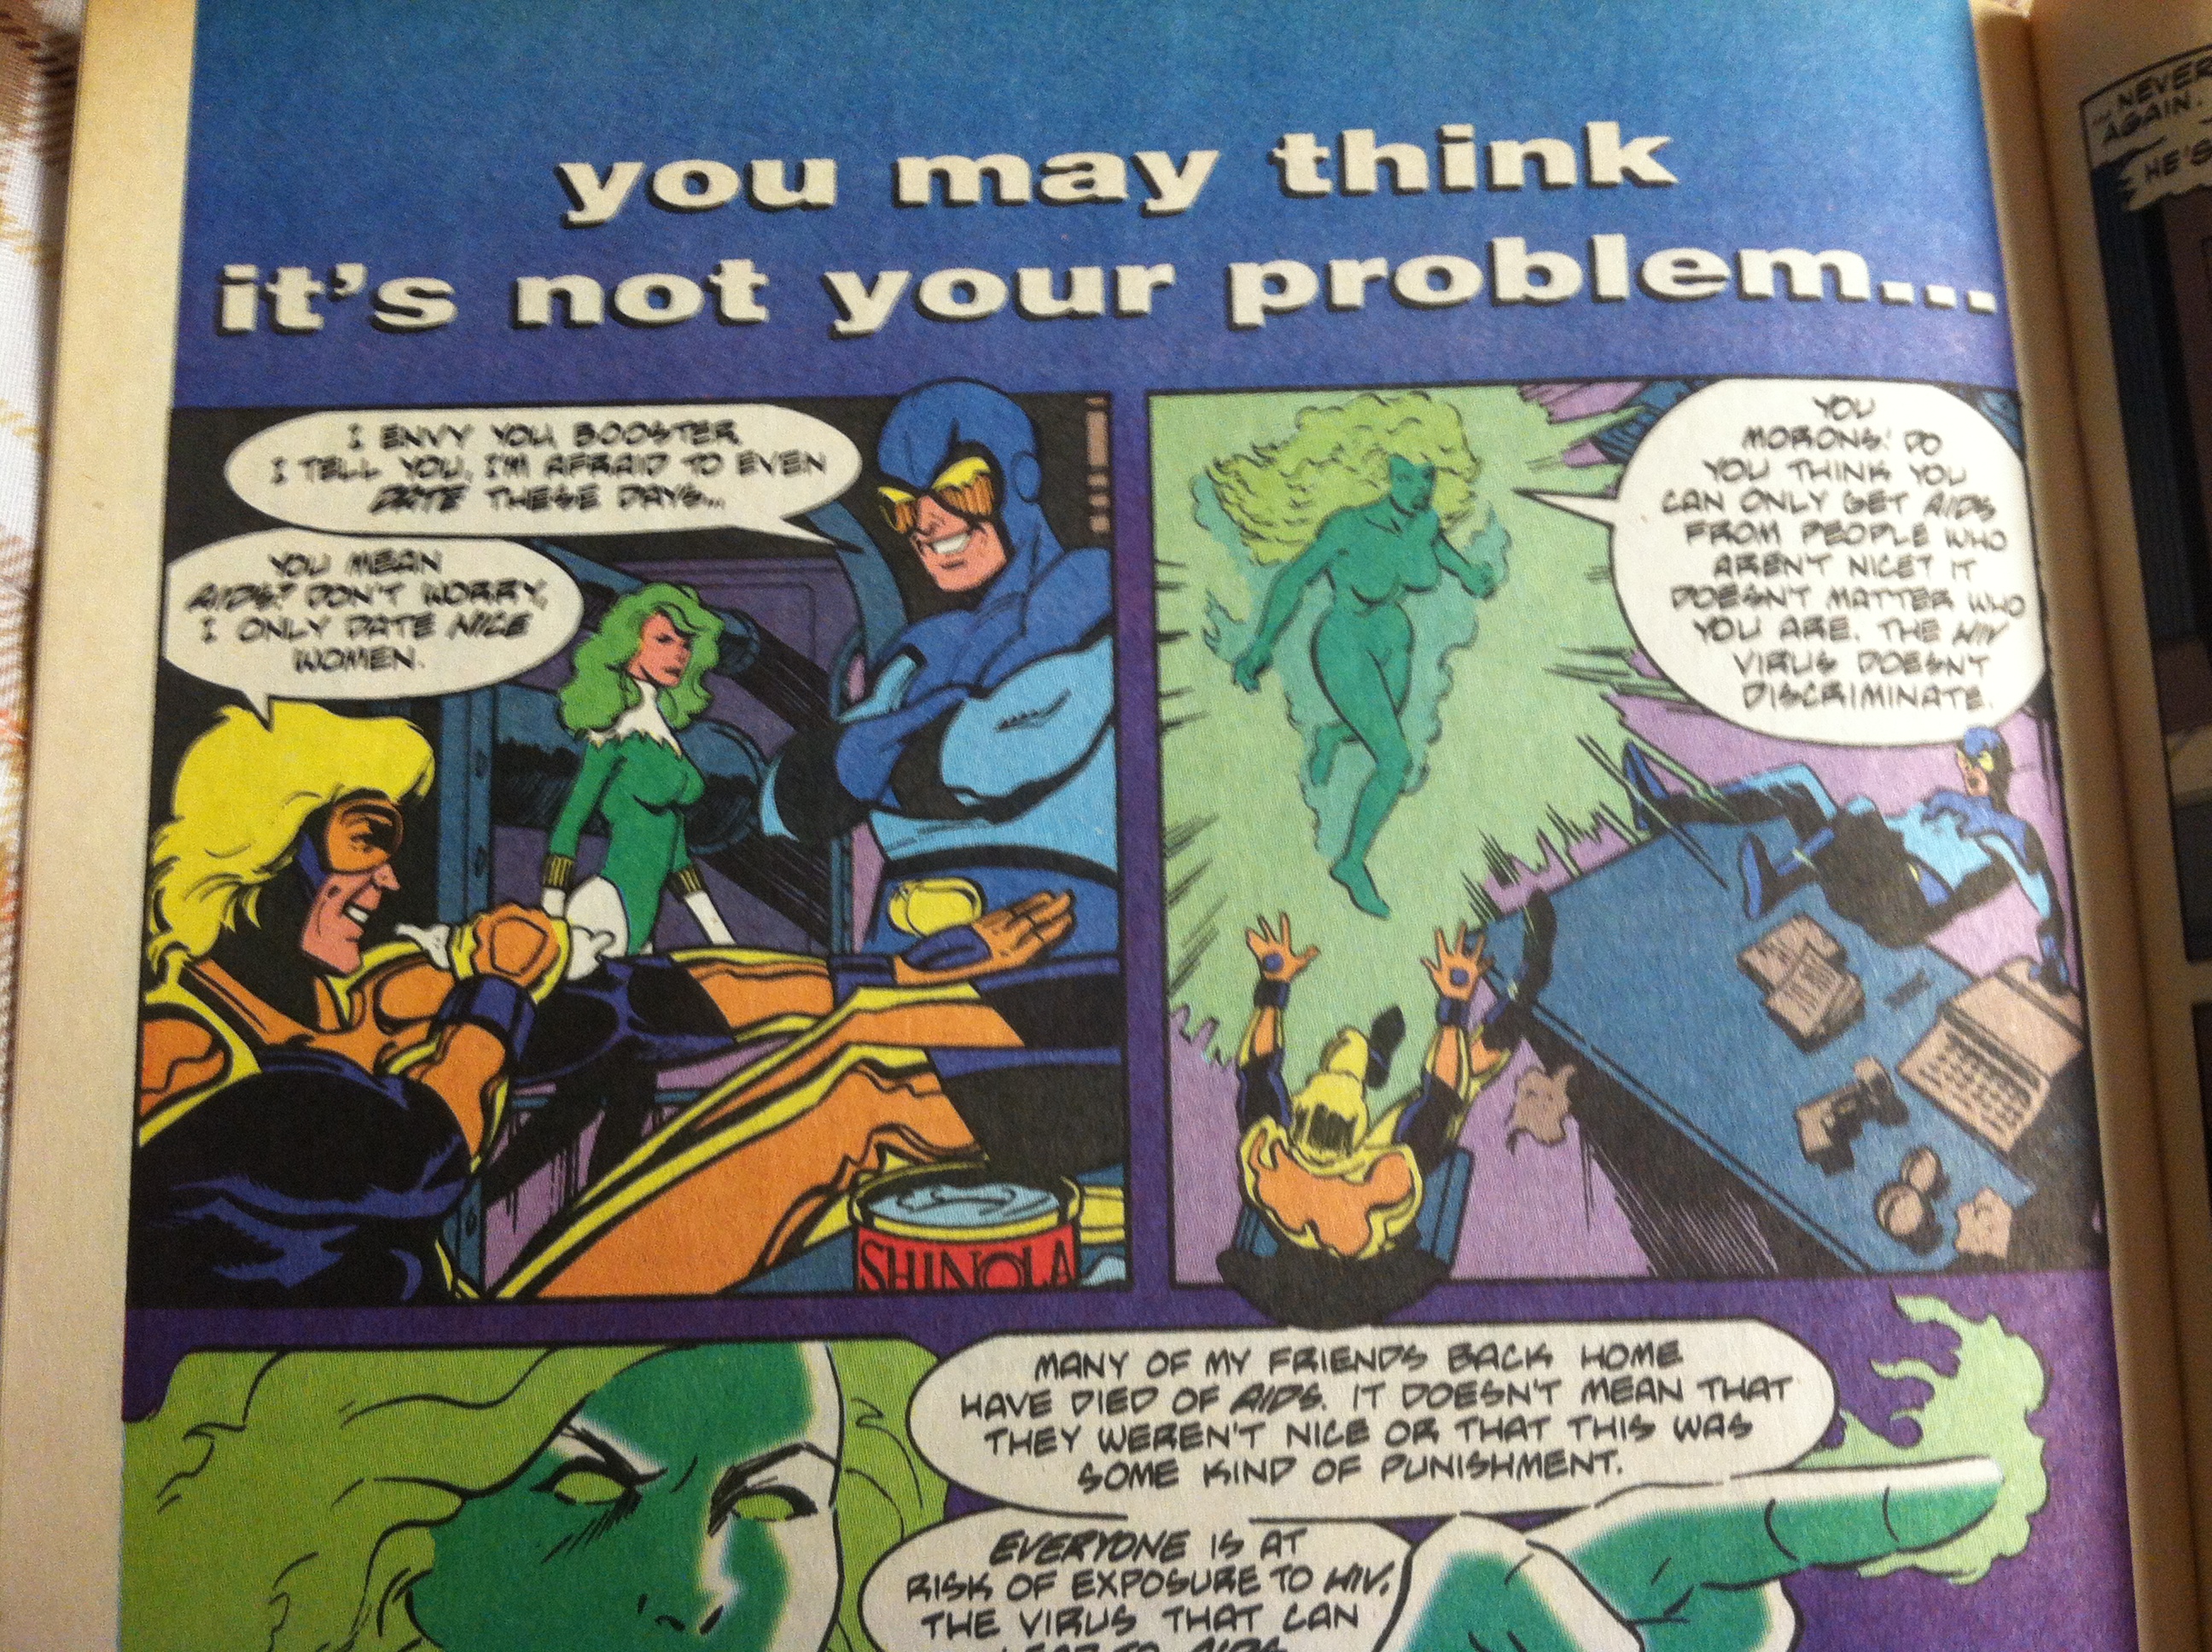 you may think
it's not your problem...
I ENVY YOU, BOOSTER.
I TELL YOU, I'M AFRAID TO EVEN
DATE THESE DAYS...
YOU MEAN
AIDS? DON'T WORRY,
I ONLY DATE NICE
WOMEN.
SHINOLA
YOU
MORONS! DO
YOU THINK YOU
CAN ONLY GET AIDS
FROM PEOPLE WHO
AREN'T NICE? IT
DOESN'T MATTER WHO
YOU ARE. THE HIV
VIRUS DOESN'T
DISCRIMINATE.
MANY OF MY FRIENDS BACK HOME
HAVE DIED OF AIDS. IT DOESN'T MEAN THAT
THEY WEREN'T NICE OR THAT THIS WAS
SOME KIND OF PUNISHMENT.
EVERYONE IS AT
RISK OF EXPOSURE TO HIV,
THE VIRUS THAT CAN
LEAD TO AIDS
NEVER
AGAIN.
HE'S